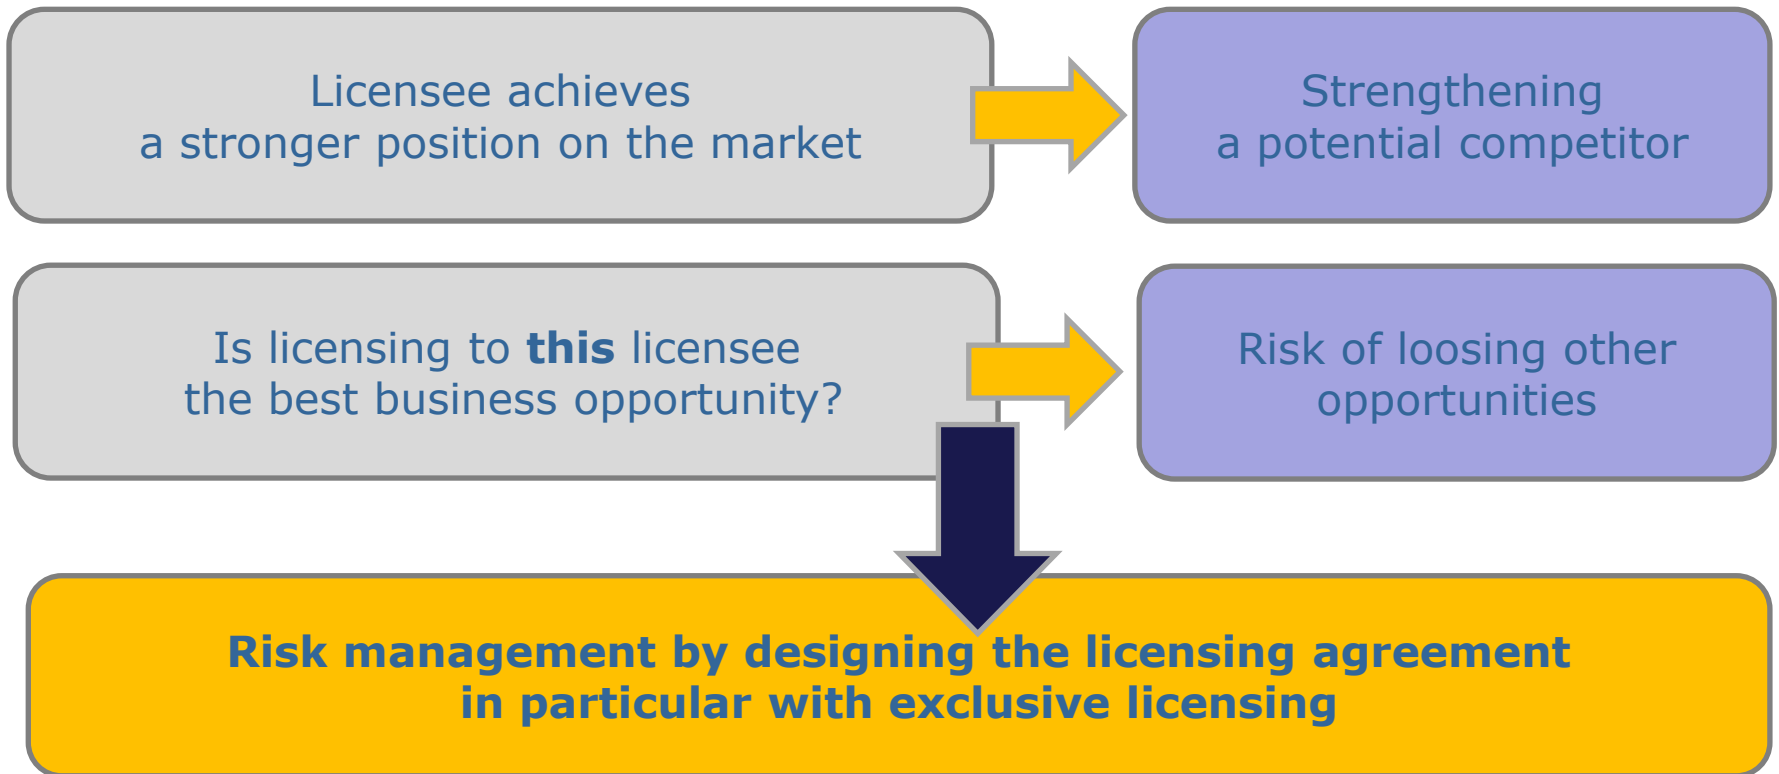 Licensee achieves
a stronger position on the market
Strengthening
a potential competitor
Is licensing to this licensee
the best business opportunity?
Risk of loosing other
opportunities
Risk management by designing the licensing agreement
in particular with exclusive licensing